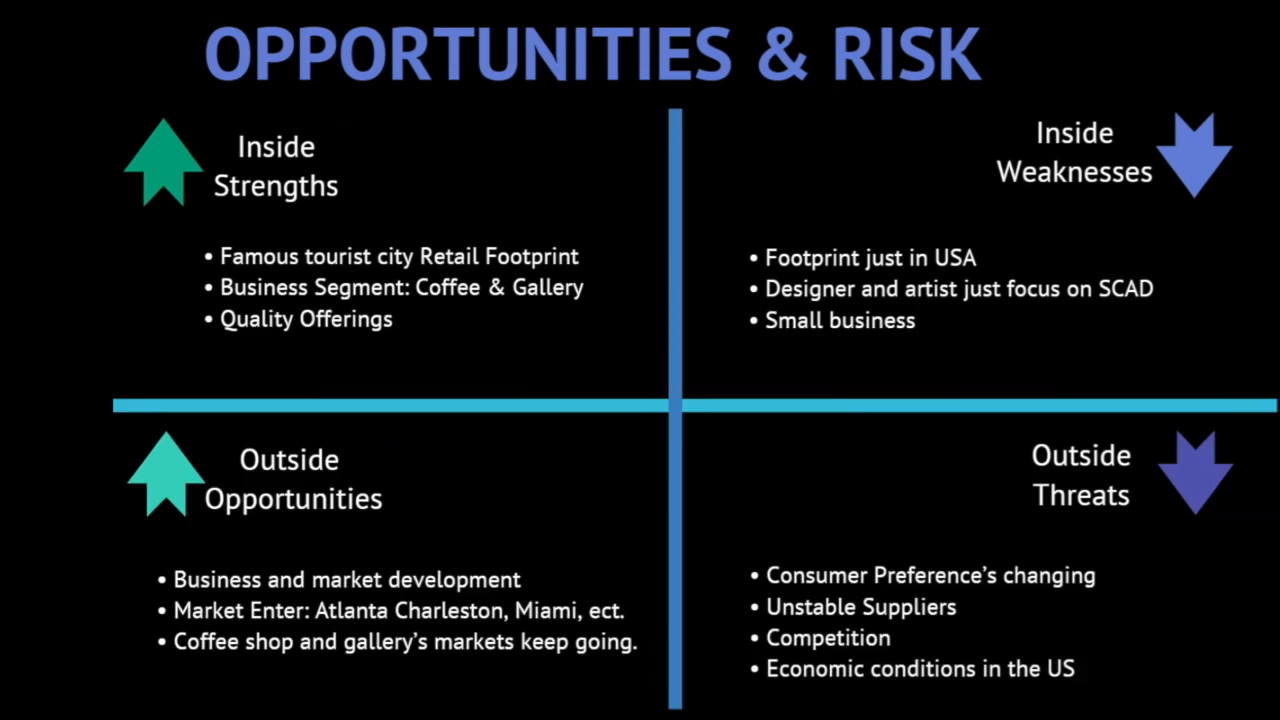 OPPORTUNITIES & RISK
Inside
Strengths
• Famous tourist city Retail Footprint
• Business Segment: Coffee & Gallery
• Quality Offerings
Inside
Weaknesses
• Footprint just in USA
• Designer and artist just focus on SCAD
• Small business
Outside
Opportunities
• Business and market development
• Market Enter: Atlanta Charleston, Miami, ect.
• Coffee shop and gallery’s markets keep going.
Outside
Threats
• Consumer Preference’s changing
• Unstable Suppliers
• Competition
• Economic conditions in the US